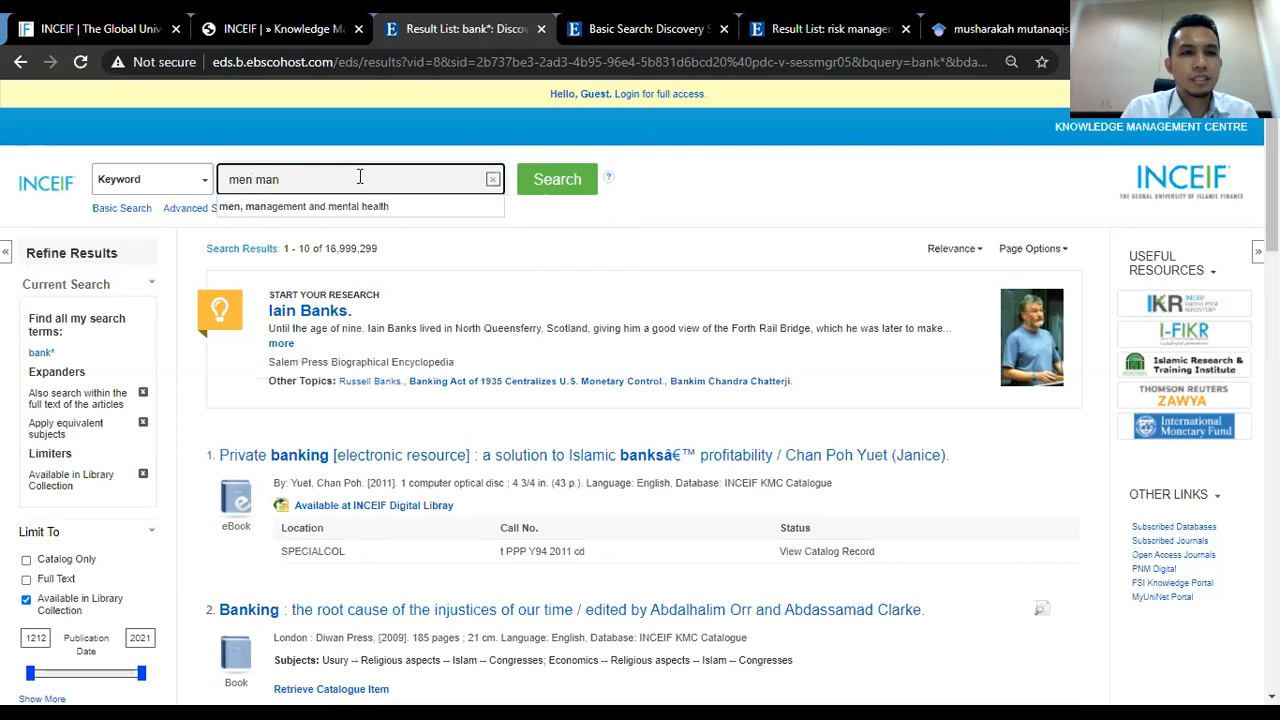 INCEIF | The Global Univ
INCEIF | » Knowledge M
Result List: bank*: Discov
Basic Search: Discovery S
Result List: risk managen
musharakah mutanaqis
Not secure
eds.b.ebscohost.com/eds/results?vid=8&sid=2b737be3-2ad3-4b95-96e4-5b831d6bcd20%40pdc-v-sessmgr05&bquery=bank*&bda...
Hello, Guest. Login for full access.
KNOWLEDGE MANAGEMENT CENTRE
INCEIF
Keyword
men man
Search
?
INCEIF
THE GLOBAL UNIVERSITY OF ISLAMIC FINANCE
Basic Search
Advanced S
men, management and mental health
Refine Results
Current Search
Find all my search
terms:
bank*
Expanders
Also search within the
full text of the articles
Apply equivalent
subjects
Limiters
Available in Library
Collection
Limit To
Catalog Only
Full Text
Available in Library
Collection
1212
Publication
Date
2021
Show More
Search Results: 1 - 10 of 16,999,299
Relevance
Page Options
START YOUR RESEARCH
Iain Banks.
Until the age of nine, Iain Banks lived in North Queensferry, Scotland, giving him a good view of the Forth Rail Bridge, which he was later to make...
more
Salem Press Biographical Encyclopedia
Other Topics: Russell Banks., Banking Act of 1935 Centralizes U.S. Monetary Control., Bankim Chandra Chatterji.
1. Private banking [electronic resource] : a solution to Islamic banksâ€™ profitability / Chan Poh Yuet (Janice).
By: Yuet, Chan Poh. [2011]. 1 computer optical disc ; 4 3/4 in. (43 p.). Language: English, Database: INCEIF KMC Catalogue
eBook
Available at INCEIF Digital Libray
Location
Call No.
Status
SPECIALCOL
t PPP Y94 2011 cd
View Catalog Record
2. Banking : the root cause of the injustices of our time / edited by Abdalhalim Orr and Abdassamad Clarke.
London : Diwan Press, [2009]. 185 pages ; 21 cm. Language: English, Database: INCEIF KMC Catalogue
Book
Subjects: Usury -- Religious aspects -- Islam -- Congresses; Economics -- Religious aspects -- Islam -- Congresses
Retrieve Catalogue Item
USEFUL
RESOURCES
IKR INCEIF KNOWLEDGE REPOSITORY
I-FIKR
Islamic Research &
Training Institute
THOMSON REUTERS
ZAWYA
International
Monetary Fund
OTHER LINKS
Subscribed Databases
Subscribed Journals
Open Access Journals
PNM Digital
FSI Knowledge Portal
MyUniNet Portal